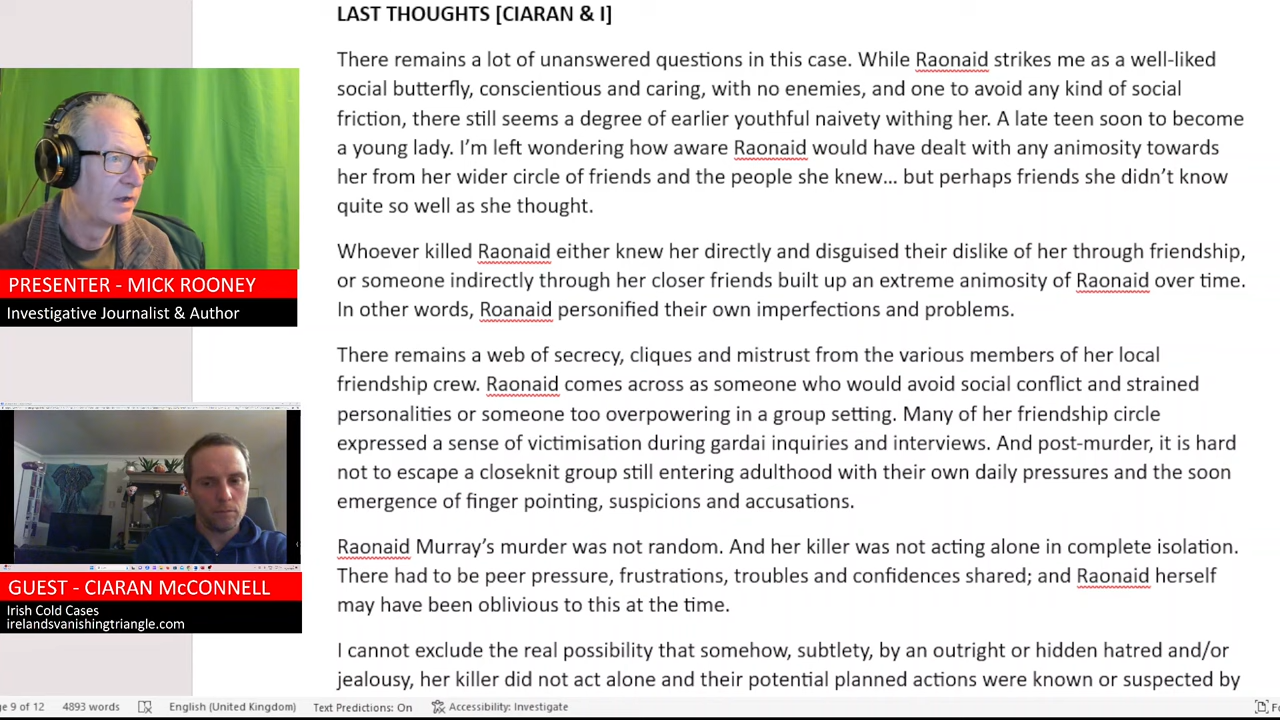 LAST THOUGHTS [CIARAN & I]
There remains a lot of unanswered questions in this case. While Raonaid strikes me as a well-liked
social butterfly, conscientious and caring, with no enemies, and one to avoid any kind of social
friction, there still seems a degree of earlier youthful naivety withing her. A late teen soon to become
a young lady. I'm left wondering how aware Raonaid would have dealt with any animosity towards
her from her wider circle of friends and the people she knew… but perhaps friends she didn't know
quite so well as she thought.
Whoever killed Raonaid either knew her directly and disguised their dislike of her through friendship,
or someone indirectly through her closer friends built up an extreme animosity of Raonaid over time.
In other words, Roanaid personified their own imperfections and problems.
There remains a web of secrecy, cliques and mistrust from the various members of her local
friendship crew. Raonaid comes across as someone who would avoid social conflict and strained
personalities or someone too overpowering in a group setting. Many of her friendship circle
expressed a sense of victimisation during gardai inquiries and interviews. And post-murder, it is hard
not to escape a closeknit group still entering adulthood with their own daily pressures and the soon
emergence of finger pointing, suspicions and accusations.
Raonaid Murray's murder was not random. And her killer was not acting alone in complete isolation.
There had to be peer pressure, frustrations, troubles and confidences shared; and Raonaid herself
may have been oblivious to this at the time.
I cannot exclude the real possibility that somehow, subtlety, by an outright or hidden hatred and/or
jealousy, her killer did not act alone and their potential planned actions were known or suspected by
PRESENTER - MICK ROONEY
Investigative Journalist & Author
GUEST - CIARAN McCONNELL
Irish Cold Cases
irelandsvanishingtriangle.com
e 9 of 12 4893 words English (United Kingdom) Text Predictions: On Accessibility: Investigate